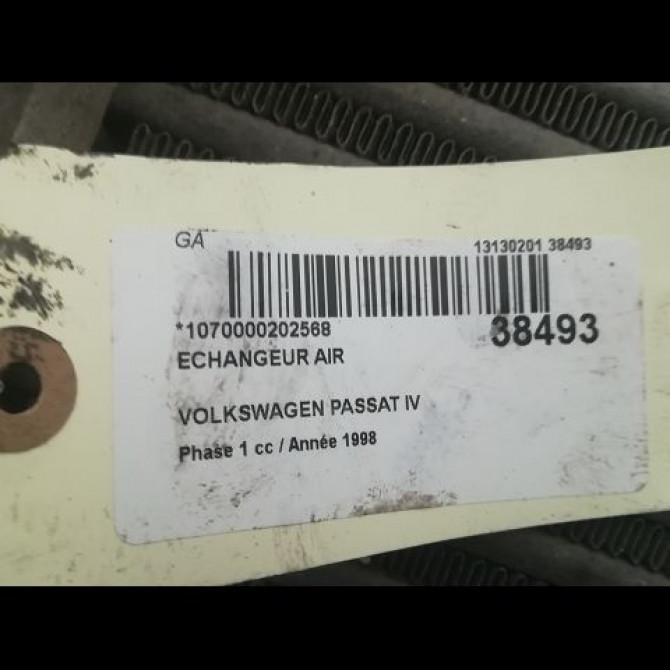 GA
13130201 38493
*1070000202568
38493
ECHANGEUR AIR
VOLKSWAGEN PASSAT IV
Phase 1 cc / Année 1998